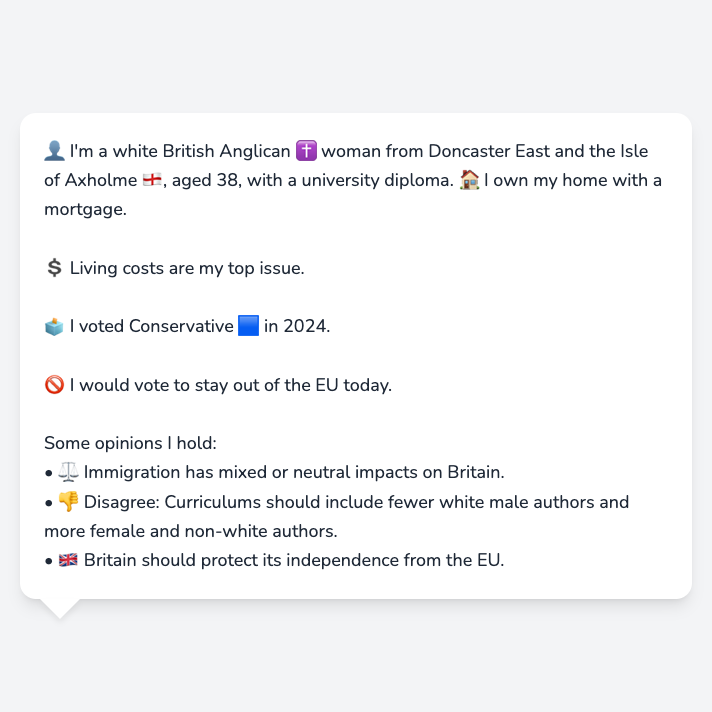 👤 I'm a white British Anglican ✝️ woman from Doncaster East and the Isle
of Axholme 🏴󠁧󠁢󠁥󠁮󠁧󠁿, aged 38, with a university diploma. 🏠 I own my home with a
mortgage.
💲 Living costs are my top issue.
🗳️ I voted Conservative 🟦 in 2024.
🚫 I would vote to stay out of the EU today.
Some opinions I hold:
• ⚖️ Immigration has mixed or neutral impacts on Britain.
• 👎 Disagree: Curriculums should include fewer white male authors and
more female and non-white authors.
• 🇬🇧 Britain should protect its independence from the EU.